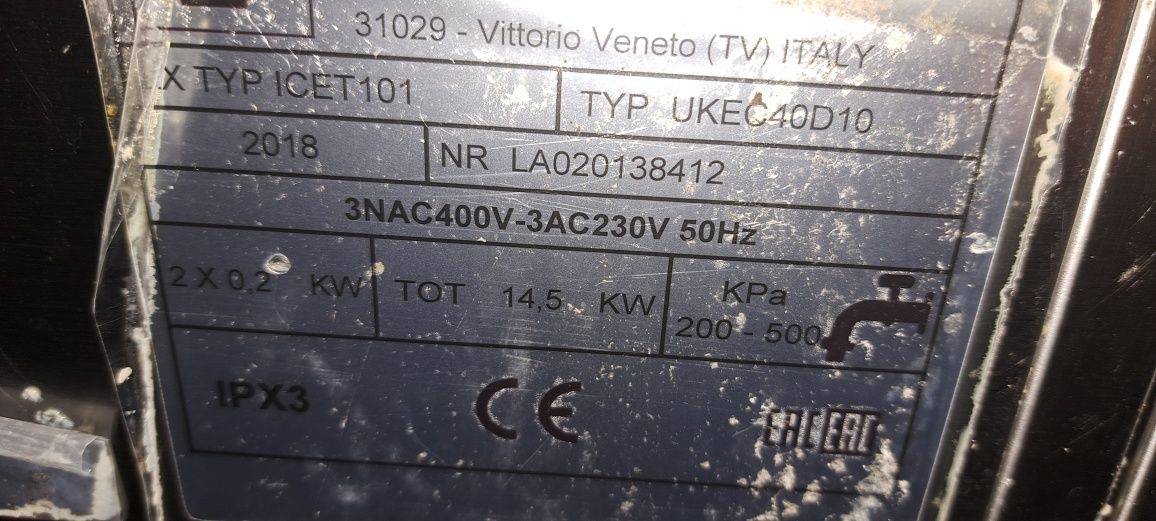 31029 - Vittorio Veneto (TV) ITALY
X TYP ICET101 TYP UKEC40D10
2018 NR LA020138412
3NAC400V-3AC230V 50Hz
2 X 0,2 KW TOT 14,5 KW KPa
200 - 500
IPX3 CE EAC EAC